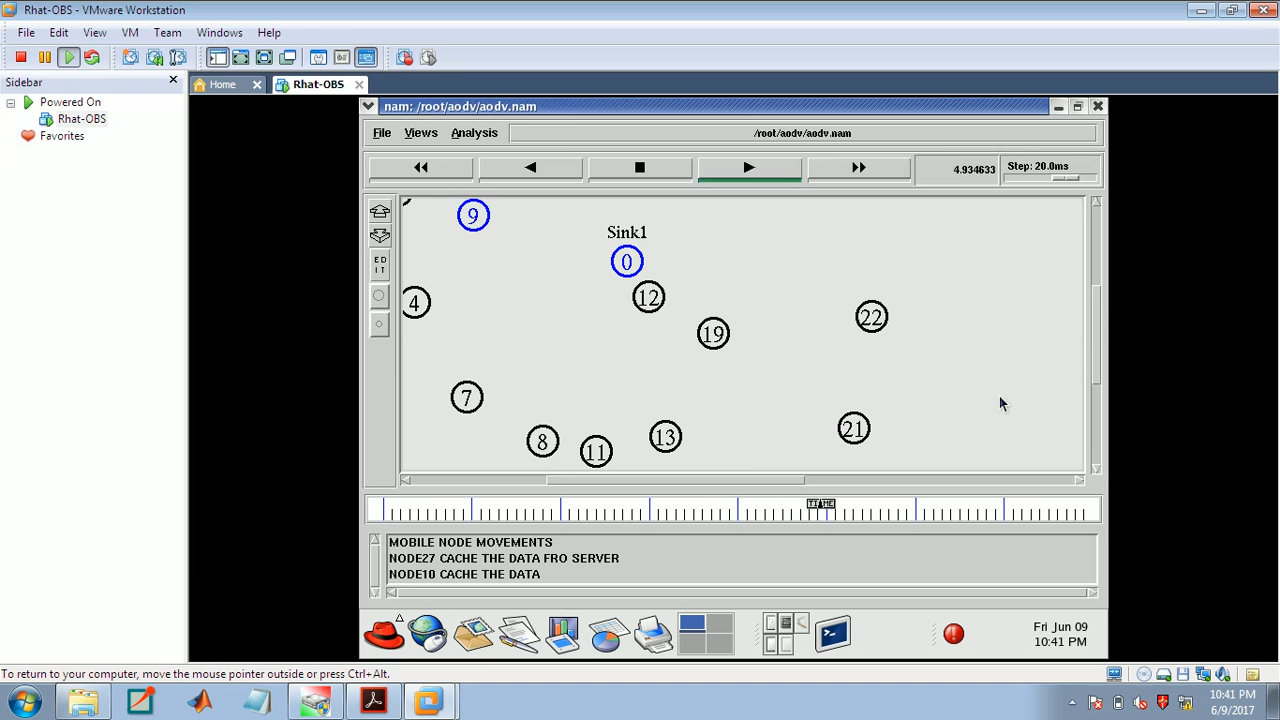 Rhat-OBS - VMware Workstation
File Edit View VM Team Windows Help
Sidebar
Home
Rhat-OBS
Powered On
Rhat-OBS
Favorites
nam: /root/aodv/aodv.nam
File Views Analysis
/root/aodv/aodv.nam
4.934633
Step: 20.0ms
9
Sink1
0
12
4
19
22
7
8
11
13
21
E D
I T
TIME
MOBILE NODE MOVEMENTS
NODE27 CACHE THE DATA FRO SERVER
NODE10 CACHE THE DATA
Fri Jun 09
10:41 PM
To return to your computer, move the mouse pointer outside or press Ctrl+Alt.
10:41 PM
6/9/2017